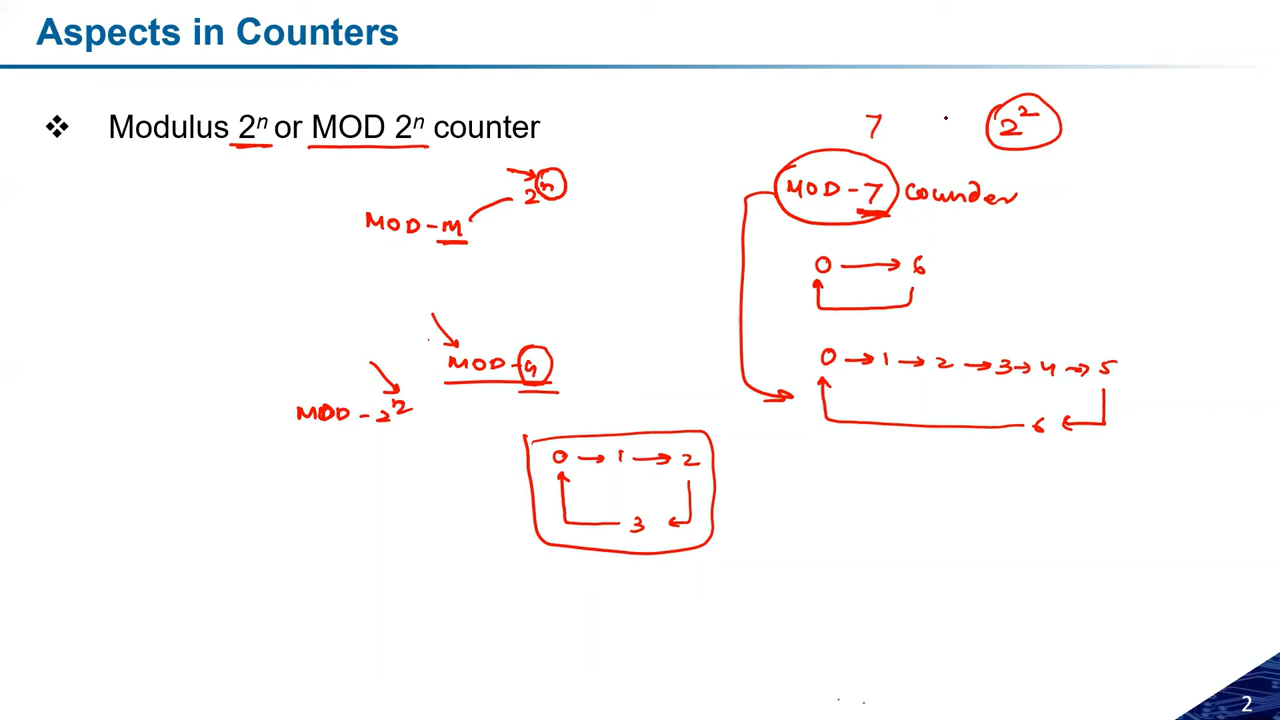 Aspects in Counters
❖ Modulus 2ⁿ or MOD 2ⁿ counter
7
2²
2ⁿ
MOD-M
MOD-7 counter
0 → 6
0 → 1 → 2 → 3 → 4 → 5
6
MOD-4
MOD-2²
0 → 1 → 2
3
2